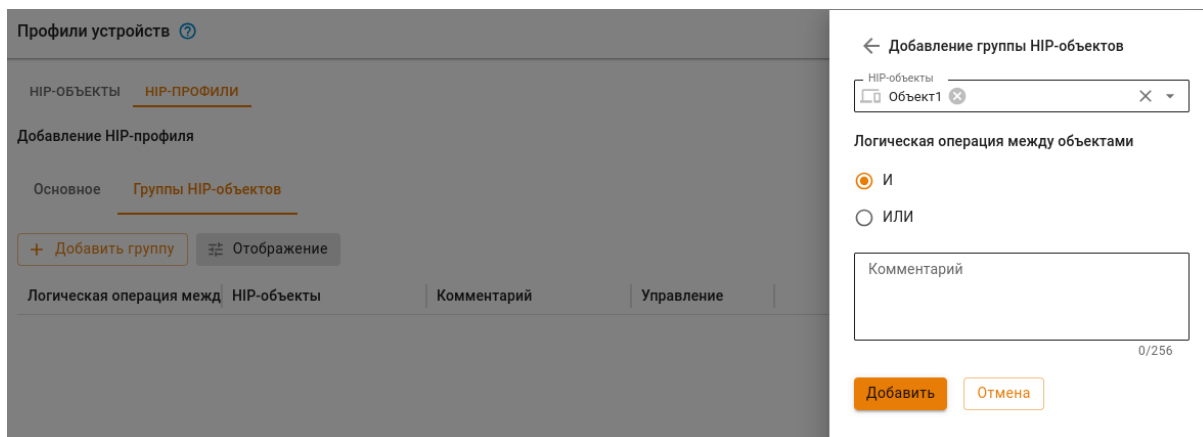 Профили устройств
HIP-ОБЪЕКТЫ HIP-ПРОФИЛИ
Добавление HIP-профиля
Основное Группы HIP-объектов
+ Добавить группу Отображение
Логическая операция межд HIP-объекты Комментарий Управление
Добавление группы HIP-объектов
HIP-объекты
Объект1
Логическая операция между объектами
И
ИЛИ
Комментарий
0/256
Добавить Отмена